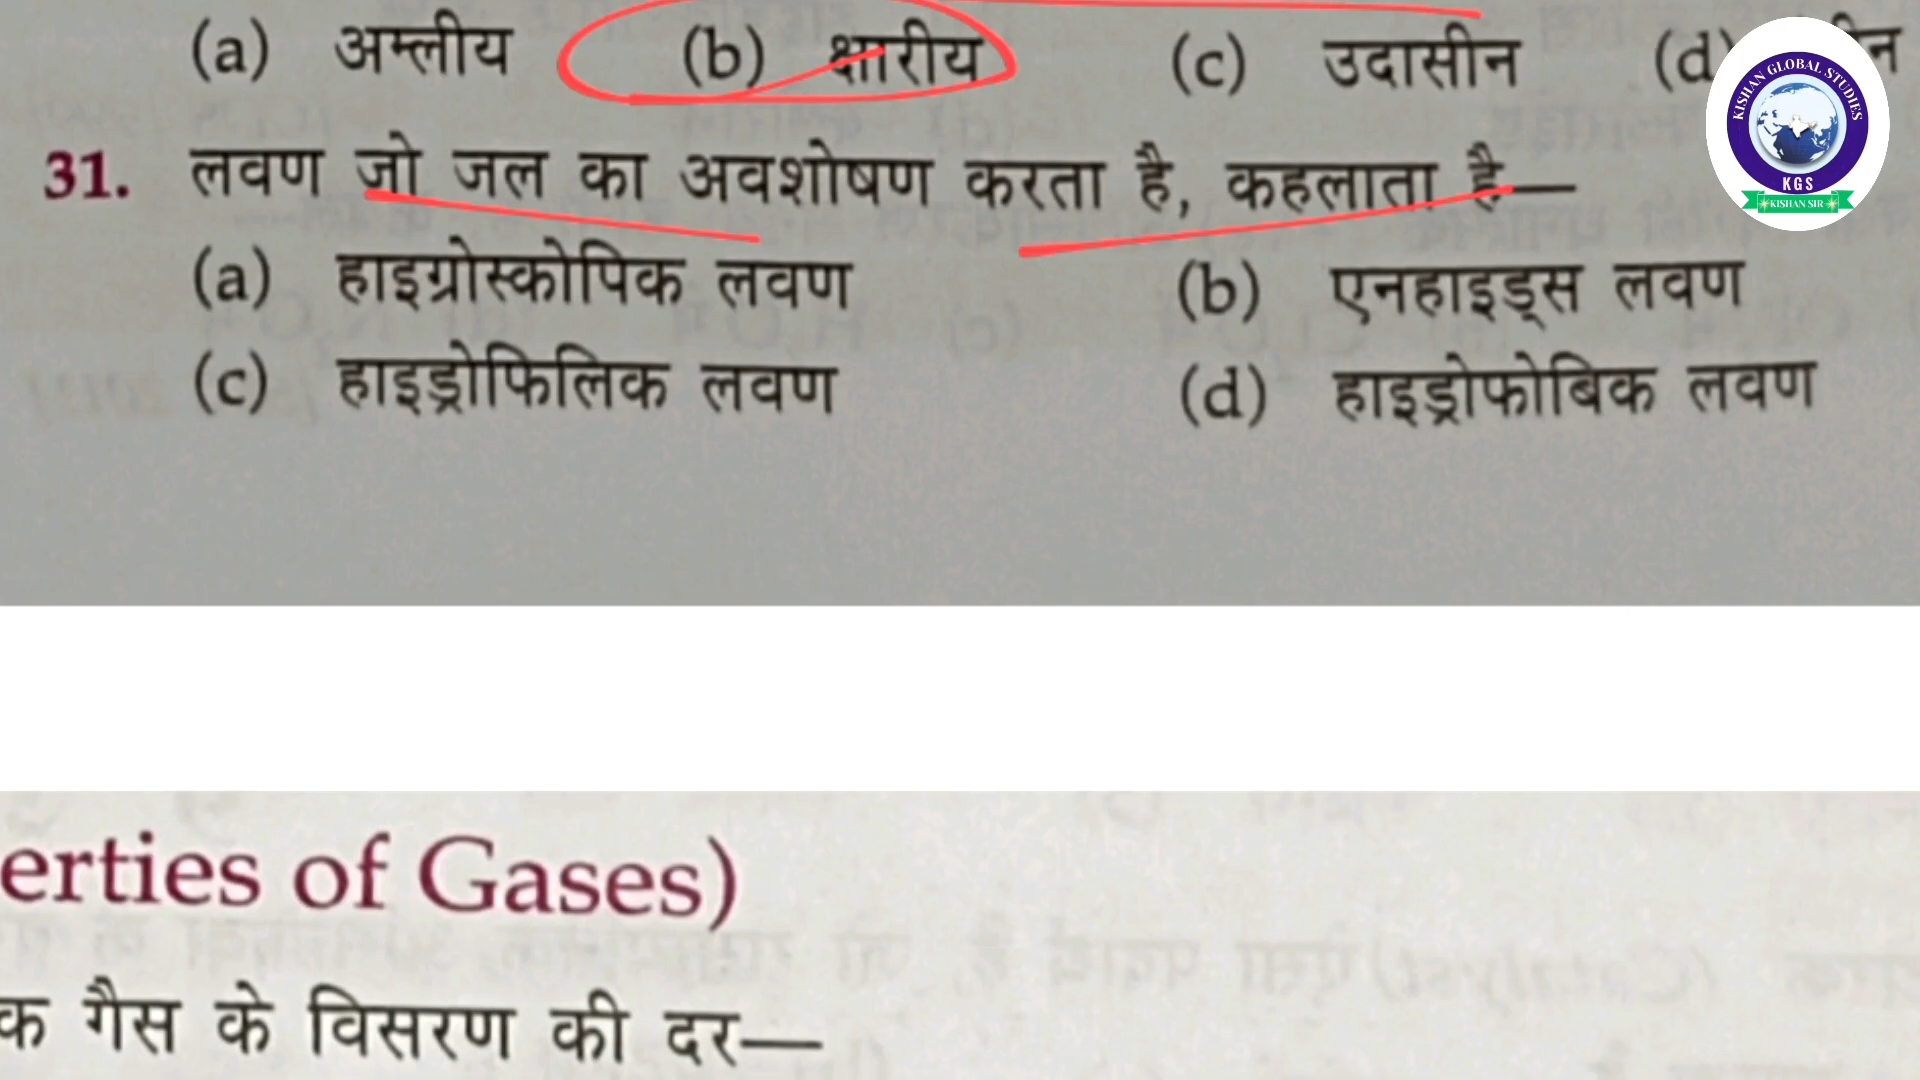 (a) अम्लीय (b) क्षारीय (c) उदासीन (d)
31. लवण जो जल का अवशोषण करता है, कहलाता है—
(a) हाइग्रोस्कोपिक लवण (b) एनहाइड्स लवण
(c) हाइड्रोफिलिक लवण (d) हाइड्रोफोबिक लवण
KISHAN GLOBAL STUDIES
KGS
KISHAN SIR
erties of Gases)
क गैस के विसरण की दर—